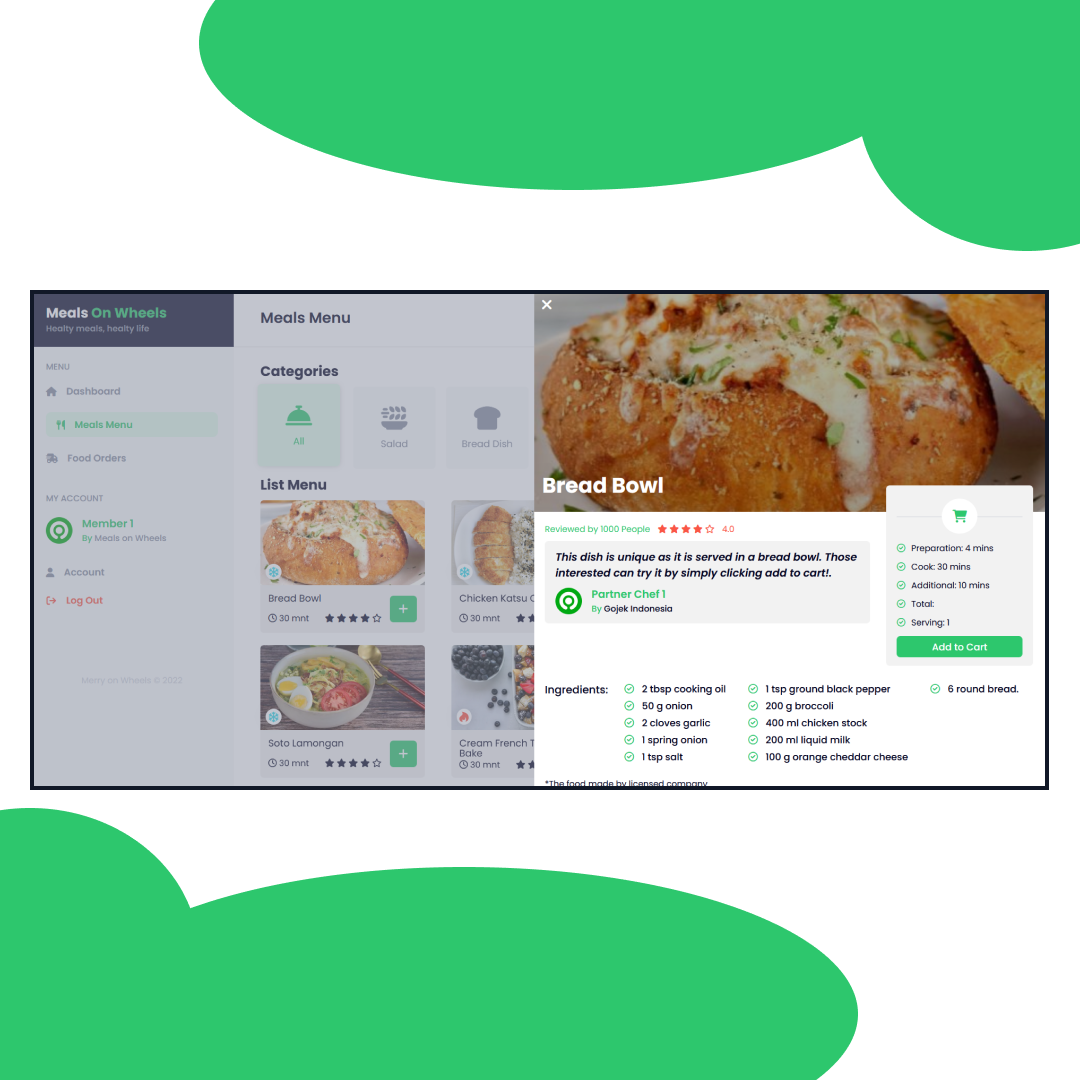 Meals On Wheels
Healty meals, healty life
MENU
Dashboard
Meals Menu
Food Orders
MY ACCOUNT
Member 1
By Meals on Wheels
Account
Log Out
Merry on Wheels © 2022
Meals Menu
Categories
All
Salad
Bread Dish
List Menu
Bread Bowl
30 mnt
Chicken Katsu C
30 mnt
Soto Lamongan
30 mnt
Cream French T
Bake
30 mnt
Bread Bowl
Reviewed by 1000 People 4.0
This dish is unique as it is served in a bread bowl. Those
interested can try it by simply clicking add to cart!.
Partner Chef 1
By Gojek Indonesia
Preparation: 4 mins
Cook: 30 mins
Additional: 10 mins
Total:
Serving: 1
Add to Cart
Ingredients:
2 tbsp cooking oil
50 g onion
2 cloves garlic
1 spring onion
1 tsp salt
1 tsp ground black pepper
200 g broccoli
400 ml chicken stock
200 ml liquid milk
100 g orange cheddar cheese
6 round bread.
*The food made by licensed company